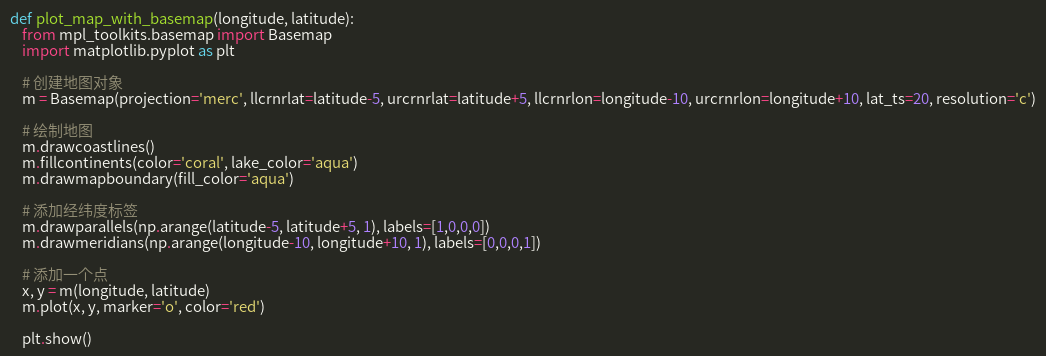 def plot_map_with_basemap(longitude, latitude):
from mpl_toolkits.basemap import Basemap
import matplotlib.pyplot as plt
# 创建地图对象
m = Basemap(projection='merc', llcrnrlat=latitude-5, urcrnrlat=latitude+5, llcrnrlon=longitude-10, urcrnrlon=longitude+10, lat_ts=20, resolution='c')
# 绘制地图
m.drawcoastlines()
m.fillcontinents(color='coral', lake_color='aqua')
m.drawmapboundary(fill_color='aqua')
# 添加经纬度标签
m.drawparallels(np.arange(latitude-5, latitude+5, 1), labels=[1,0,0,0])
m.drawmeridians(np.arange(longitude-10, longitude+10, 1), labels=[0,0,0,1])
# 添加一个点
x, y = m(longitude, latitude)
m.plot(x, y, marker='o', color='red')
plt.show()